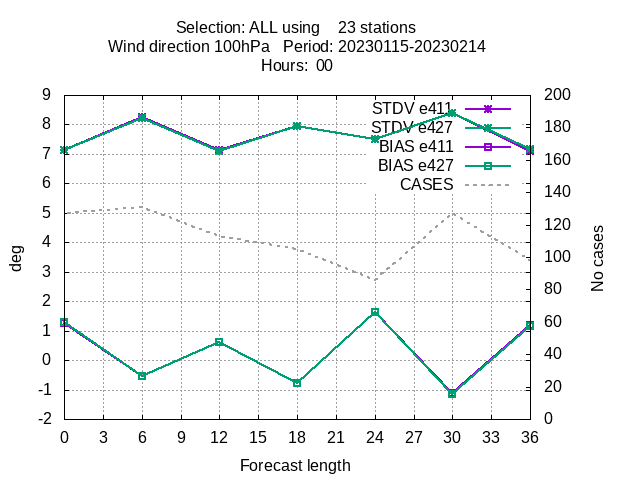 Selection: ALL using    23 stations
Wind direction 100hPa   Period: 20230115-20230214
Hours:  00
9
8
7
6
5
4
3
2
1
0
-1
-2
200
180
160
140
120
100
80
60
40
20
0
STDV e411
STDV e427
BIAS e411
BIAS e427
CASES
deg
No cases
0 3 6 9 12 15 18 21 24 27 30 33 36
Forecast length